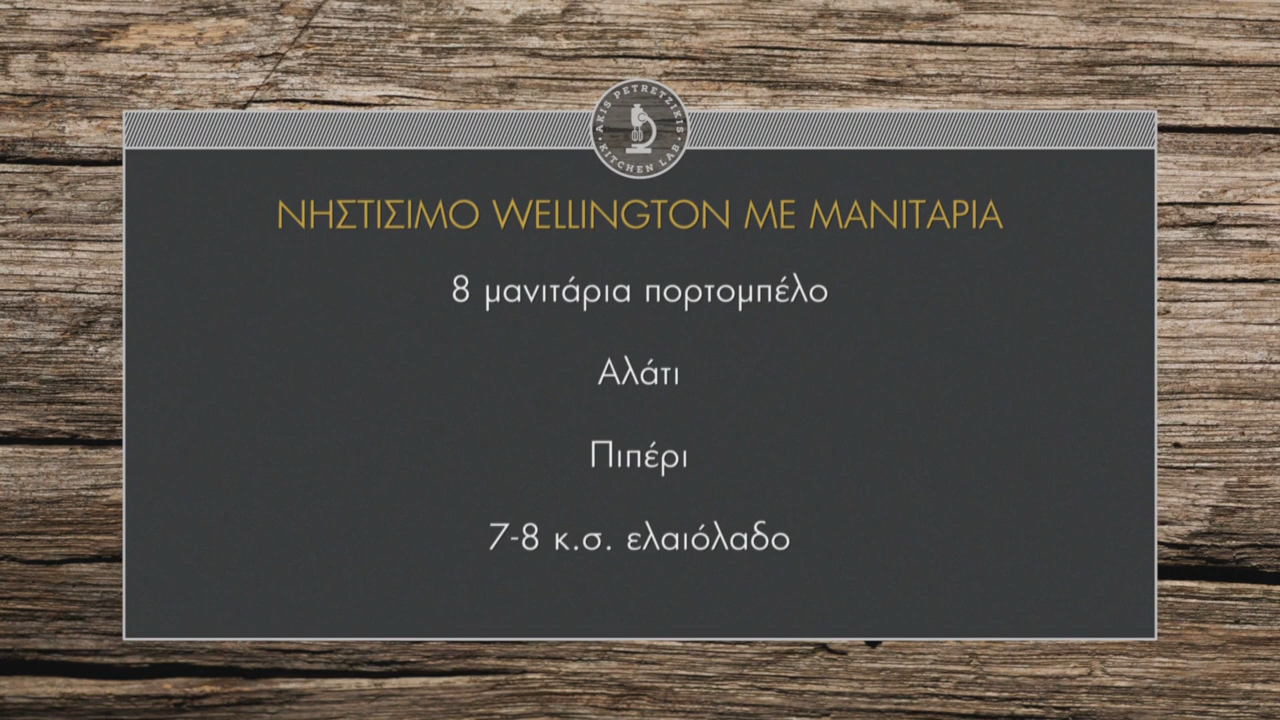 AKIS PETRETZIKIS
KITCHEN LAB
ΝΗΣΤΙΣΙΜΟ WELLINGTON ΜΕ ΜΑΝΙΤΑΡΙΑ
8 μανιτάρια πορτομπέλο
Αλάτι
Πιπέρι
7-8 κ.σ. ελαιόλαδο